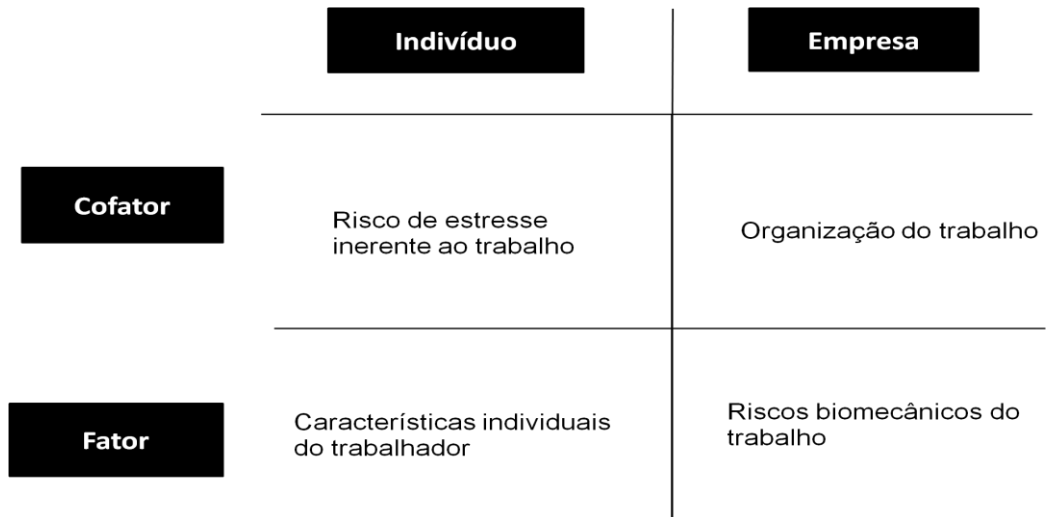 Indivíduo
Empresa
Cofator
Risco de estresse
inerente ao trabalho
Organização do trabalho
Fator
Características individuais
do trabalhador
Riscos biomecânicos do
trabalho